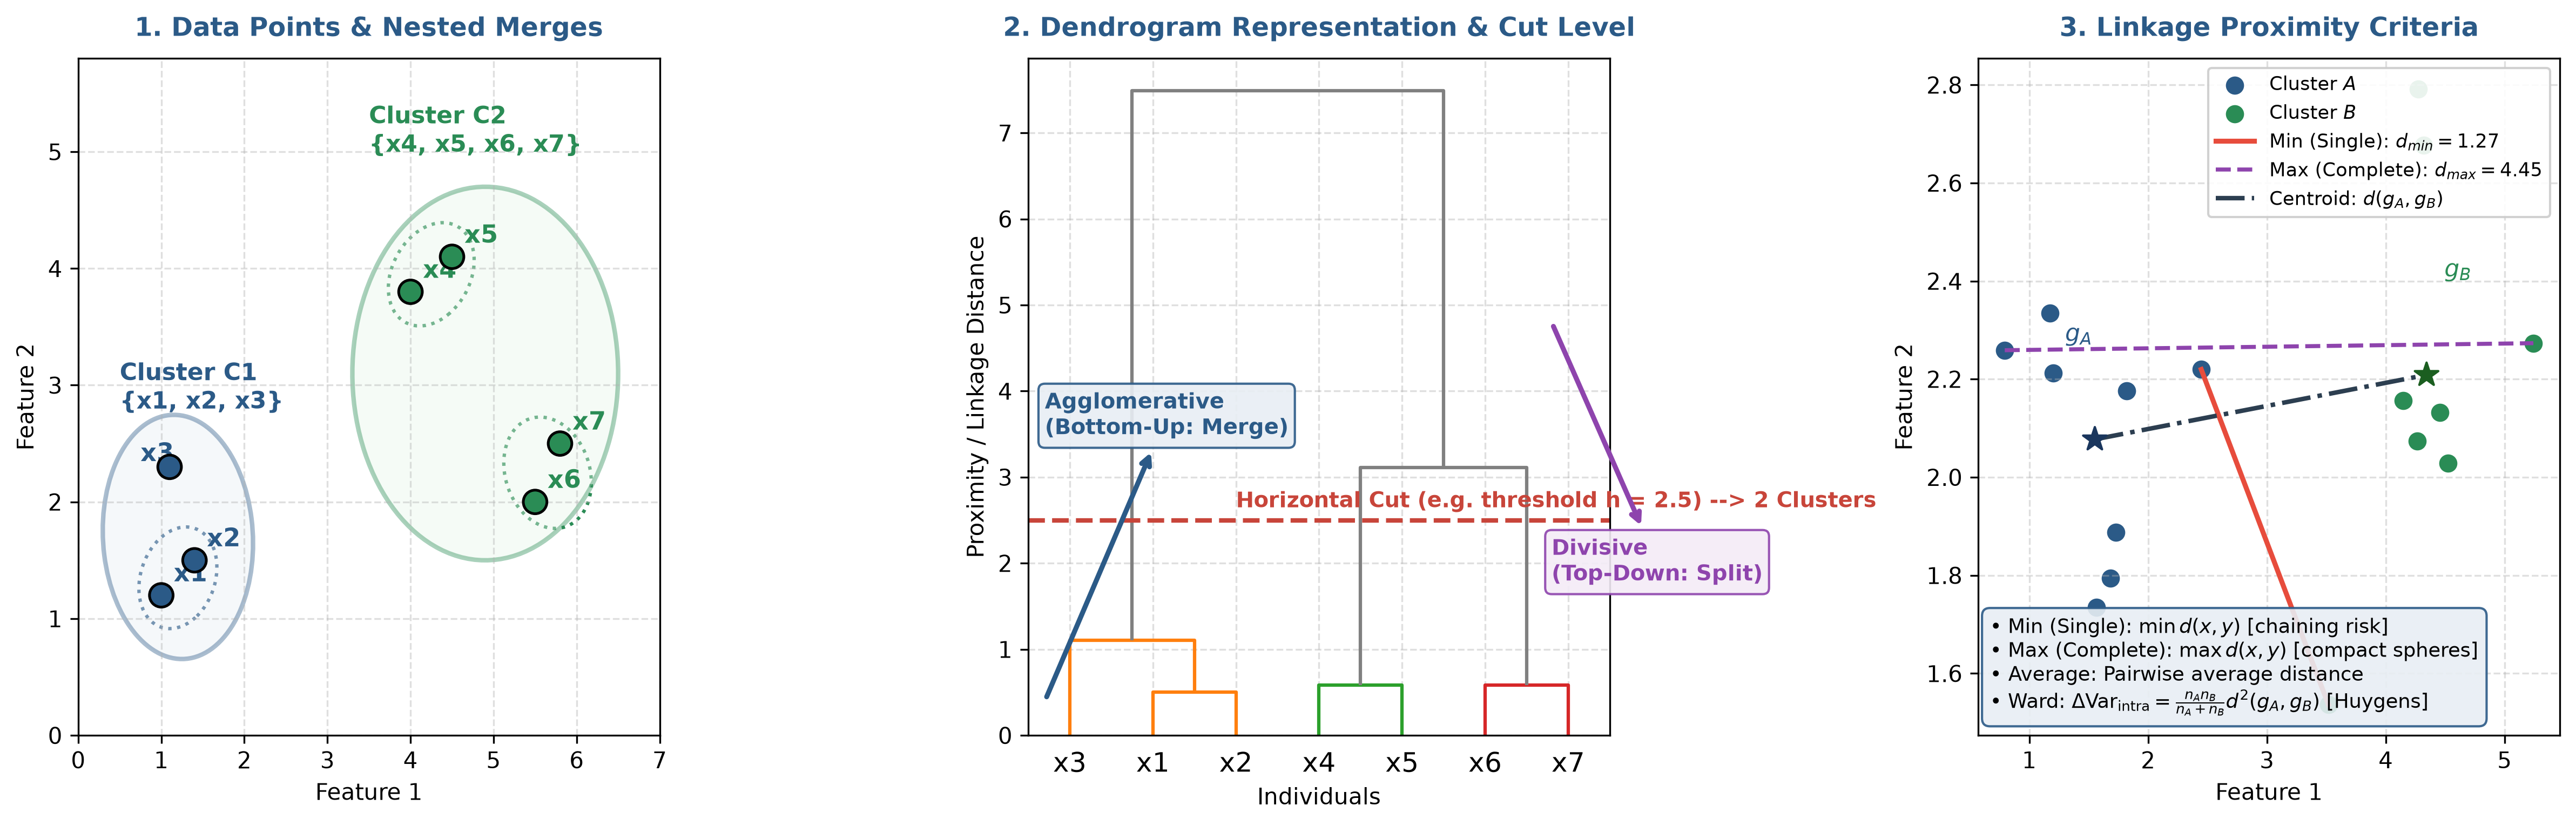 1. Data Points & Nested Merges
Cluster C2
{x4, x5, x6, x7}
x5
x4
Cluster C1
{x1, x2, x3}
x7
x3
x6
x2
x1
Feature 2
5
4
3
2
1
0
0 1 2 3 4 5 6 7
Feature 1
2. Dendrogram Representation & Cut Level
Proximity / Linkage Distance
7
6
5
4
3
2
1
0
Agglomerative
(Bottom-Up: Merge)
Horizontal Cut (e.g. threshold h = 2.5) --> 2 Clusters
Divisive
(Top-Down: Split)
x3 x1 x2 x4 x5 x6 x7
Individuals
3. Linkage Proximity Criteria
Feature 2
2.8
2.6
2.4
2.2
2.0
1.8
1.6
Cluster A
Cluster B
Min (Single): d_min = 1.27
Max (Complete): d_max = 4.45
Centroid: d(g_A, g_B)
g_B
g_A
• Min (Single): min d(x, y) [chaining risk]
• Max (Complete): max d(x, y) [compact spheres]
• Average: Pairwise average distance
• Ward: ΔVar_intra = n_A n_B / n_A + n_B d²(g_A, g_B) [Huygens]
1 2 3 4 5
Feature 1